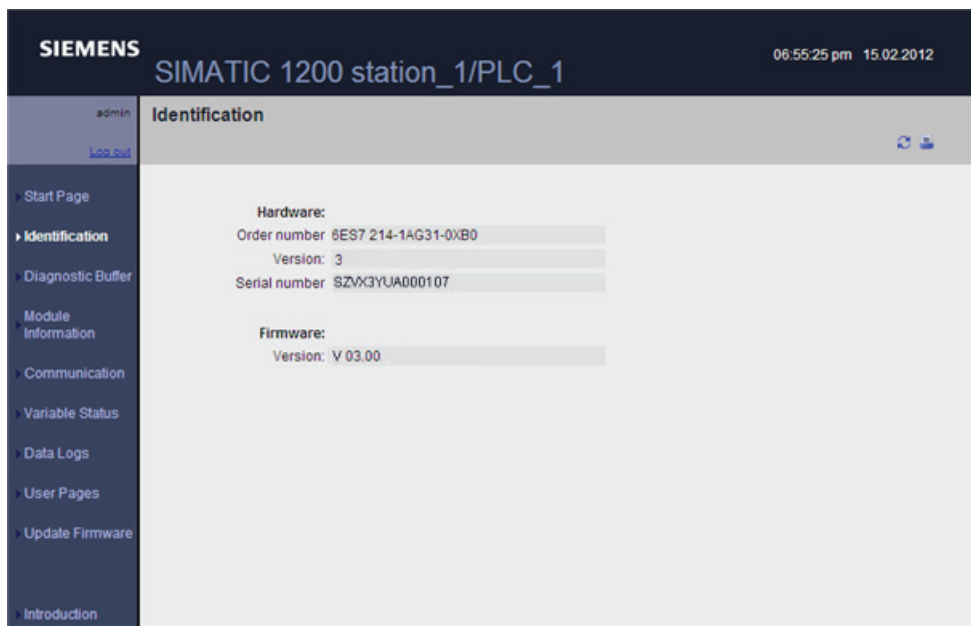 SIEMENS
SIMATIC 1200 station_1/PLC_1
06:55:25 pm 15.02.2012
admin
Log out
Identification
Start Page
Identification
Diagnostic Buffer
Module
Information
Communication
Variable Status
Data Logs
User Pages
Update Firmware
Introduction
Hardware:
Order number 6ES7 214-1AG31-0XB0
Version: 3
Serial number SZVX3YUA000107
Firmware:
Version: V 03.00